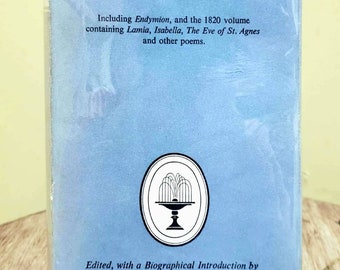 Including Endymion, and the 1820 volume
containing Lamia, Isabella, The Eve of St. Agnes
and other poems.
Edited, with a Biographical Introduction by